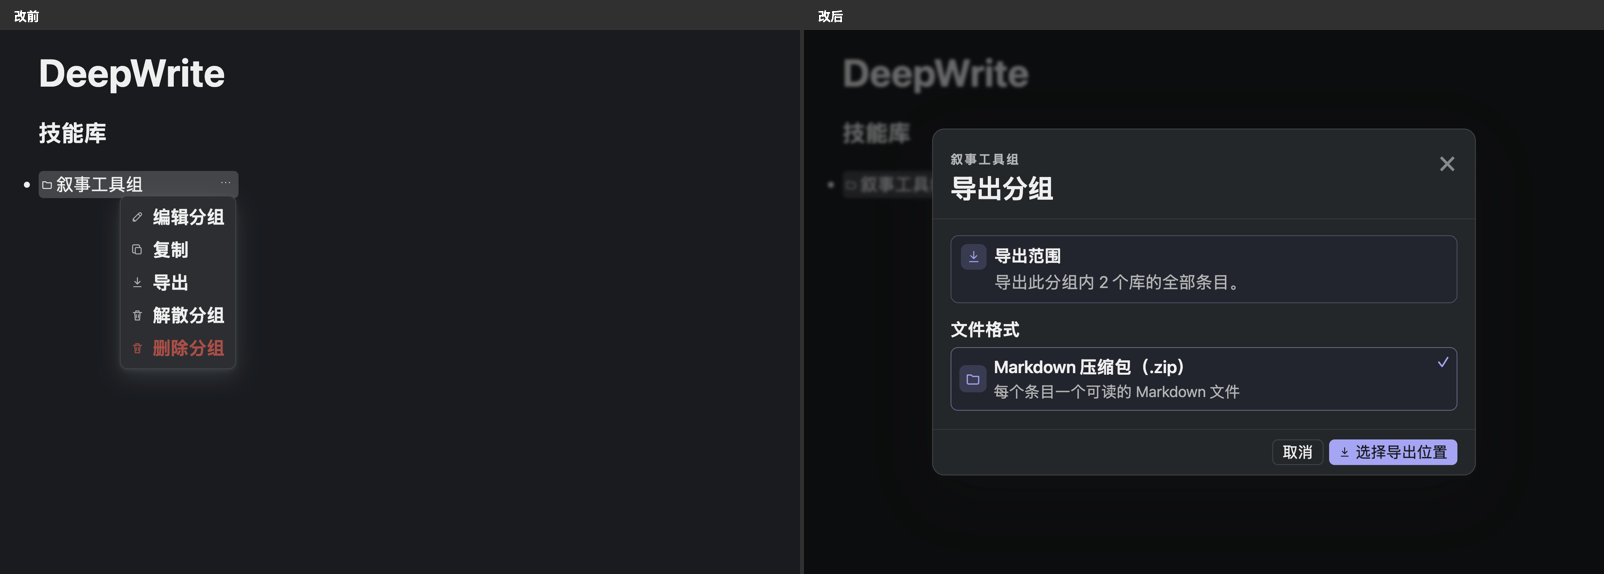 改前
DeepWrite
技能库
叙事工具组
编辑分组
复制
导出
解散分组
删除分组
改后
DeepWrite
技能库
叙事工具
叙事工具组
导出分组
导出范围
导出此分组内 2 个库的全部条目。
文件格式
Markdown 压缩包（.zip）
每个条目一个可读的 Markdown 文件
取消
选择导出位置